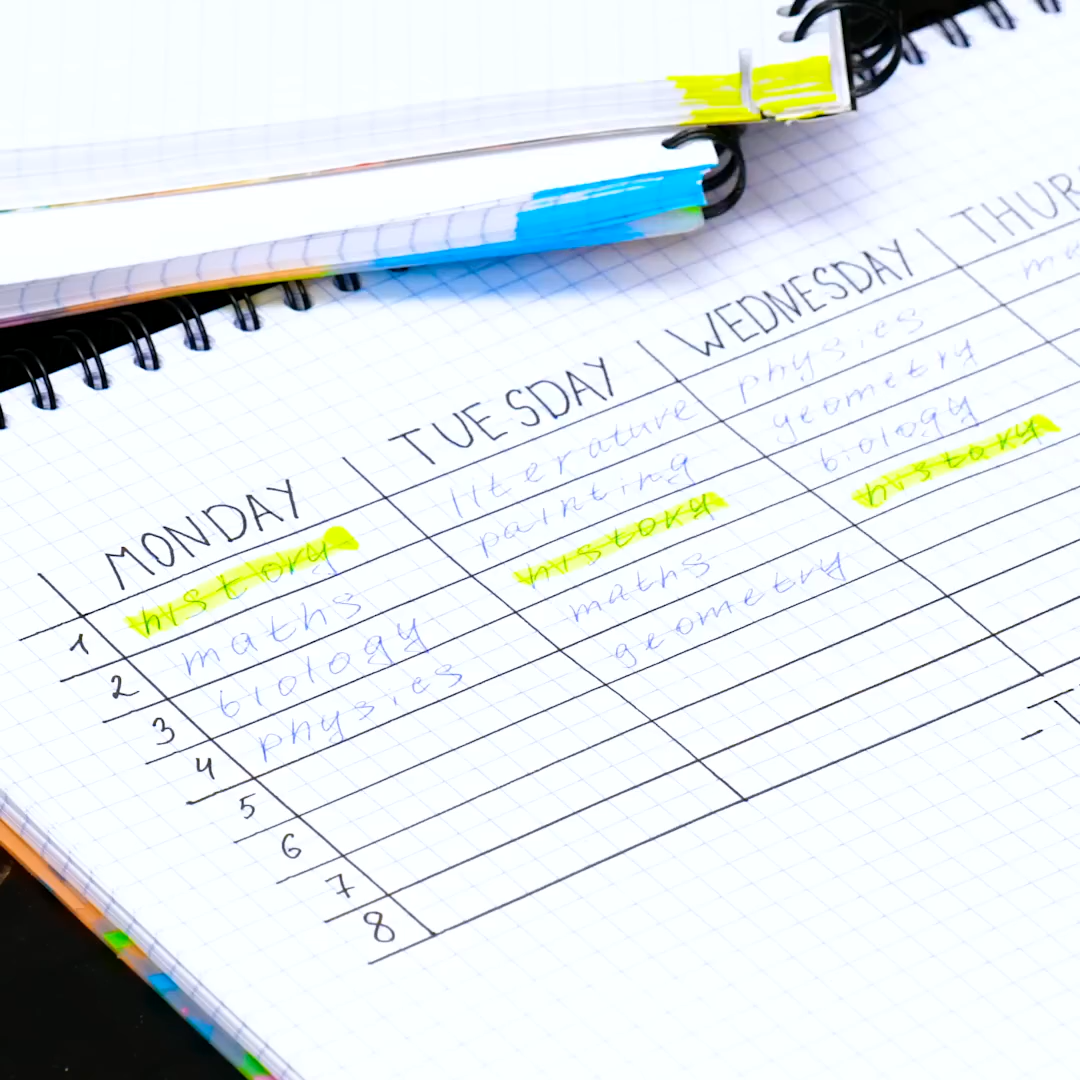 MONDAY TUESDAY WEDNESDAY THUR
1 history literature physics
2 maths painting geometry
3 biology history biology
4 physics maths history
5 geometry
6
7
8